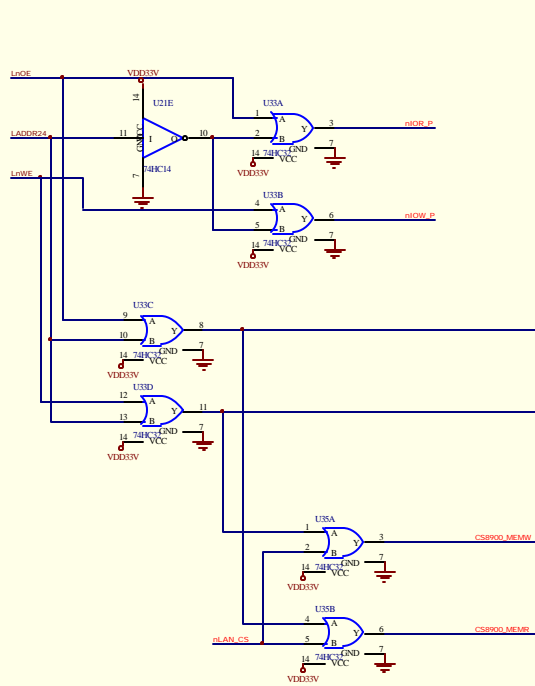 LnOE
VDD33V
14
U21E
U33A
1
A
Y
3
nIOR_P
LADDR24
11
GND
VCC
I
O
10
2
B
GND
7
74HC32
14
VCC
VDD33V
LnWE
7
74HC14
U33B
4
A
Y
6
nIOW_P
5
B
GND
7
74HC32
14
VCC
VDD33V
U33C
9
A
Y
8
10
B
GND
7
74HC32
14
VCC
VDD33V
U33D
12
A
Y
11
13
B
GND
7
74HC32
14
VCC
VDD33V
U35A
1
A
Y
3
CS8900_MEMW
2
B
GND
7
74HC32
14
VCC
VDD33V
U35B
4
A
Y
6
CS8900_MEMR
nLAN_CS
5
B
GND
7
74HC32
14
VCC
VDD33V